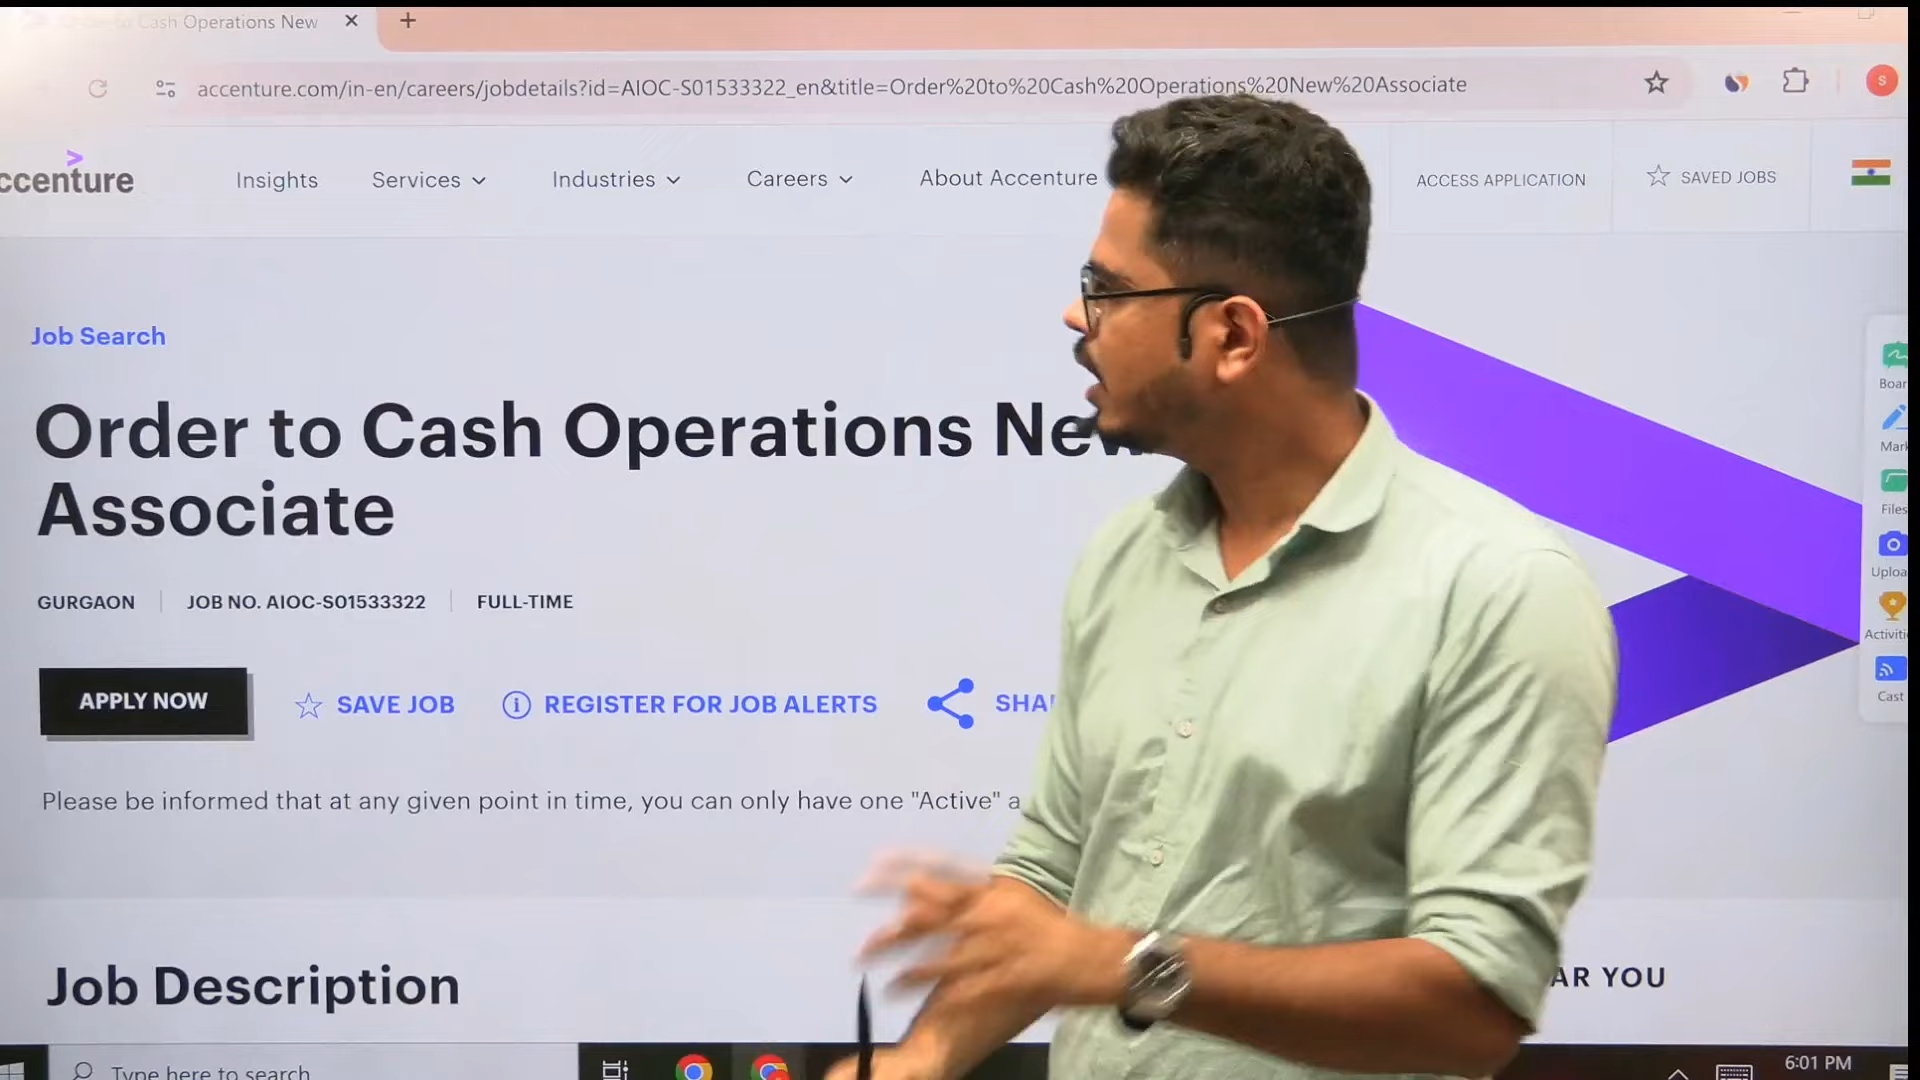 to Cash Operations New
accenture.com/in-en/careers/jobdetails?id=AIOC-S01533322_en&title=Order%20to%20Cash%20Operations%20New%20Associate
S
ccenture
Insights
Services
Industries
Careers
About Accenture
ACCESS APPLICATION
SAVED JOBS
Job Search
Order to Cash Operations New
Associate
GURGAON
JOB NO. AIOC-S01533322
FULL-TIME
APPLY NOW
SAVE JOB
REGISTER FOR JOB ALERTS
SHAR
Please be informed that at any given point in time, you can only have one "Active" a
Job Description
AR YOU
Boar
Mark
Files
Uploa
Activiti
Cast
Type here to search
6:01 PM